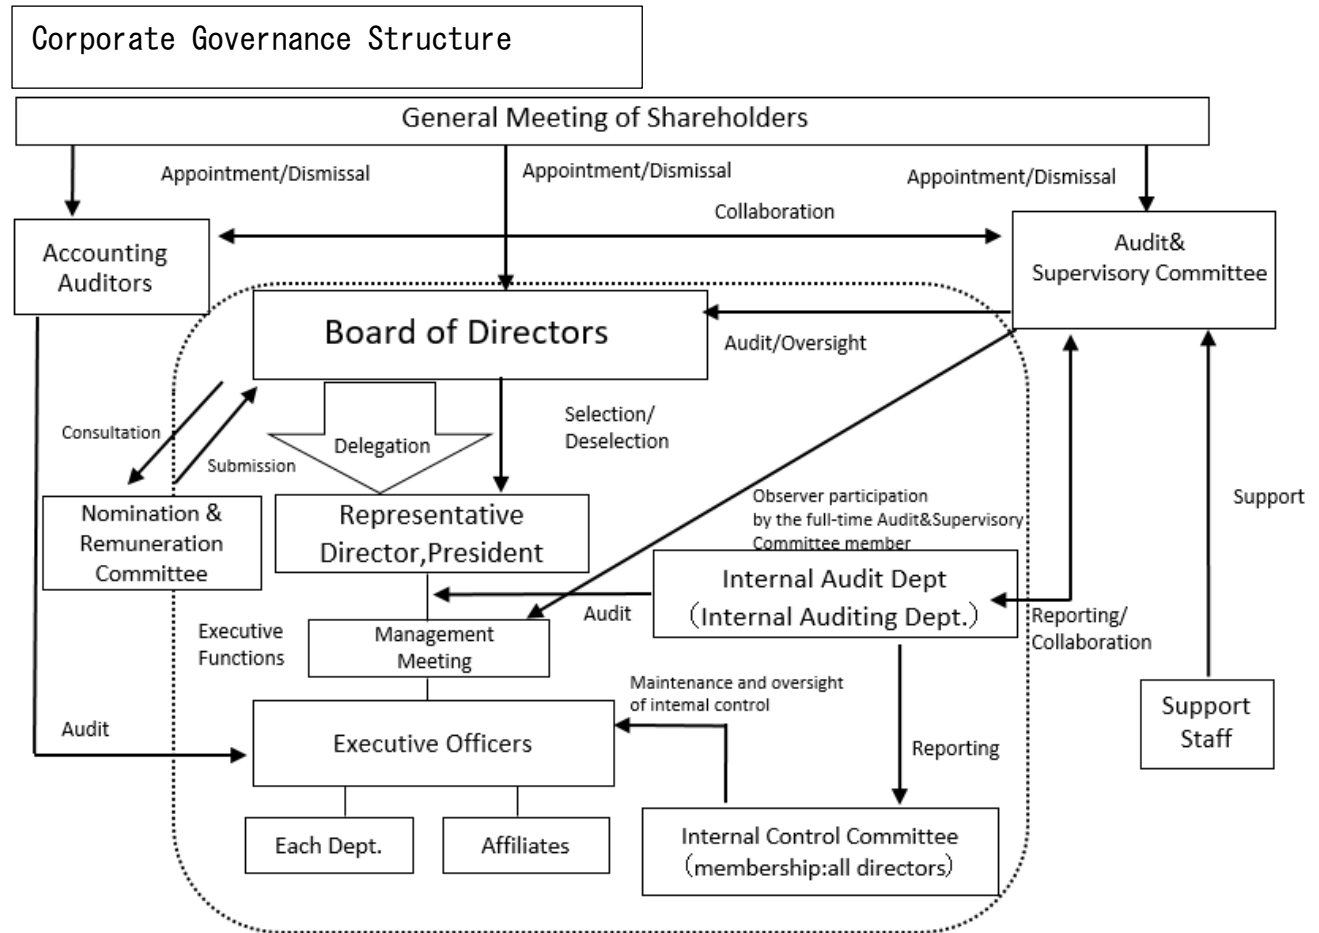 Corporate Governance Structure
General Meeting of Shareholders
Appointment/Dismissal
Appointment/Dismissal
Appointment/Dismissal
Collaboration
Accounting
Auditors
Audit&
Supervisory Committee
Board of Directors
Audit/Oversight
Consultation
Submission
Delegation
Selection/
Deselection
Nomination &
Remuneration
Committee
Representative
Director,President
Observer participation
by the full-time Audit&Supervisory
Committee member
Support
Internal Audit Dept
(Internal Auditing Dept.)
Audit
Reporting/
Collaboration
Executive
Functions
Management
Meeting
Maintenance and oversight
of internal control
Audit
Executive Officers
Reporting
Support
Staff
Each Dept.
Affiliates
Internal Control Committee
(membership:all directors)